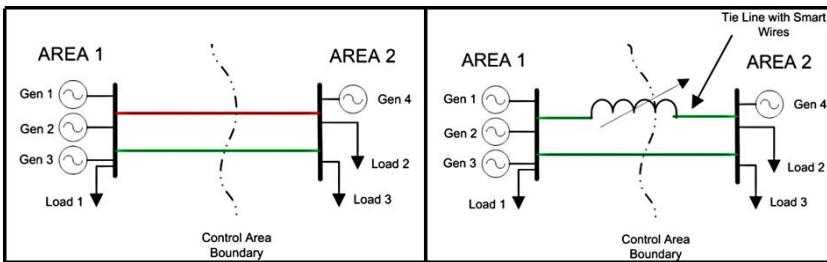 AREA 1
AREA 2
Gen 1
Gen 4
Gen 2
Gen 3
Load 2
Load 1
Load 3
Control Area
Boundary
Tie Line with Smart
Wires
AREA 1
AREA 2
Gen 1
Gen 4
Gen 2
Gen 3
Load 2
Load 1
Load 3
Control Area
Boundary